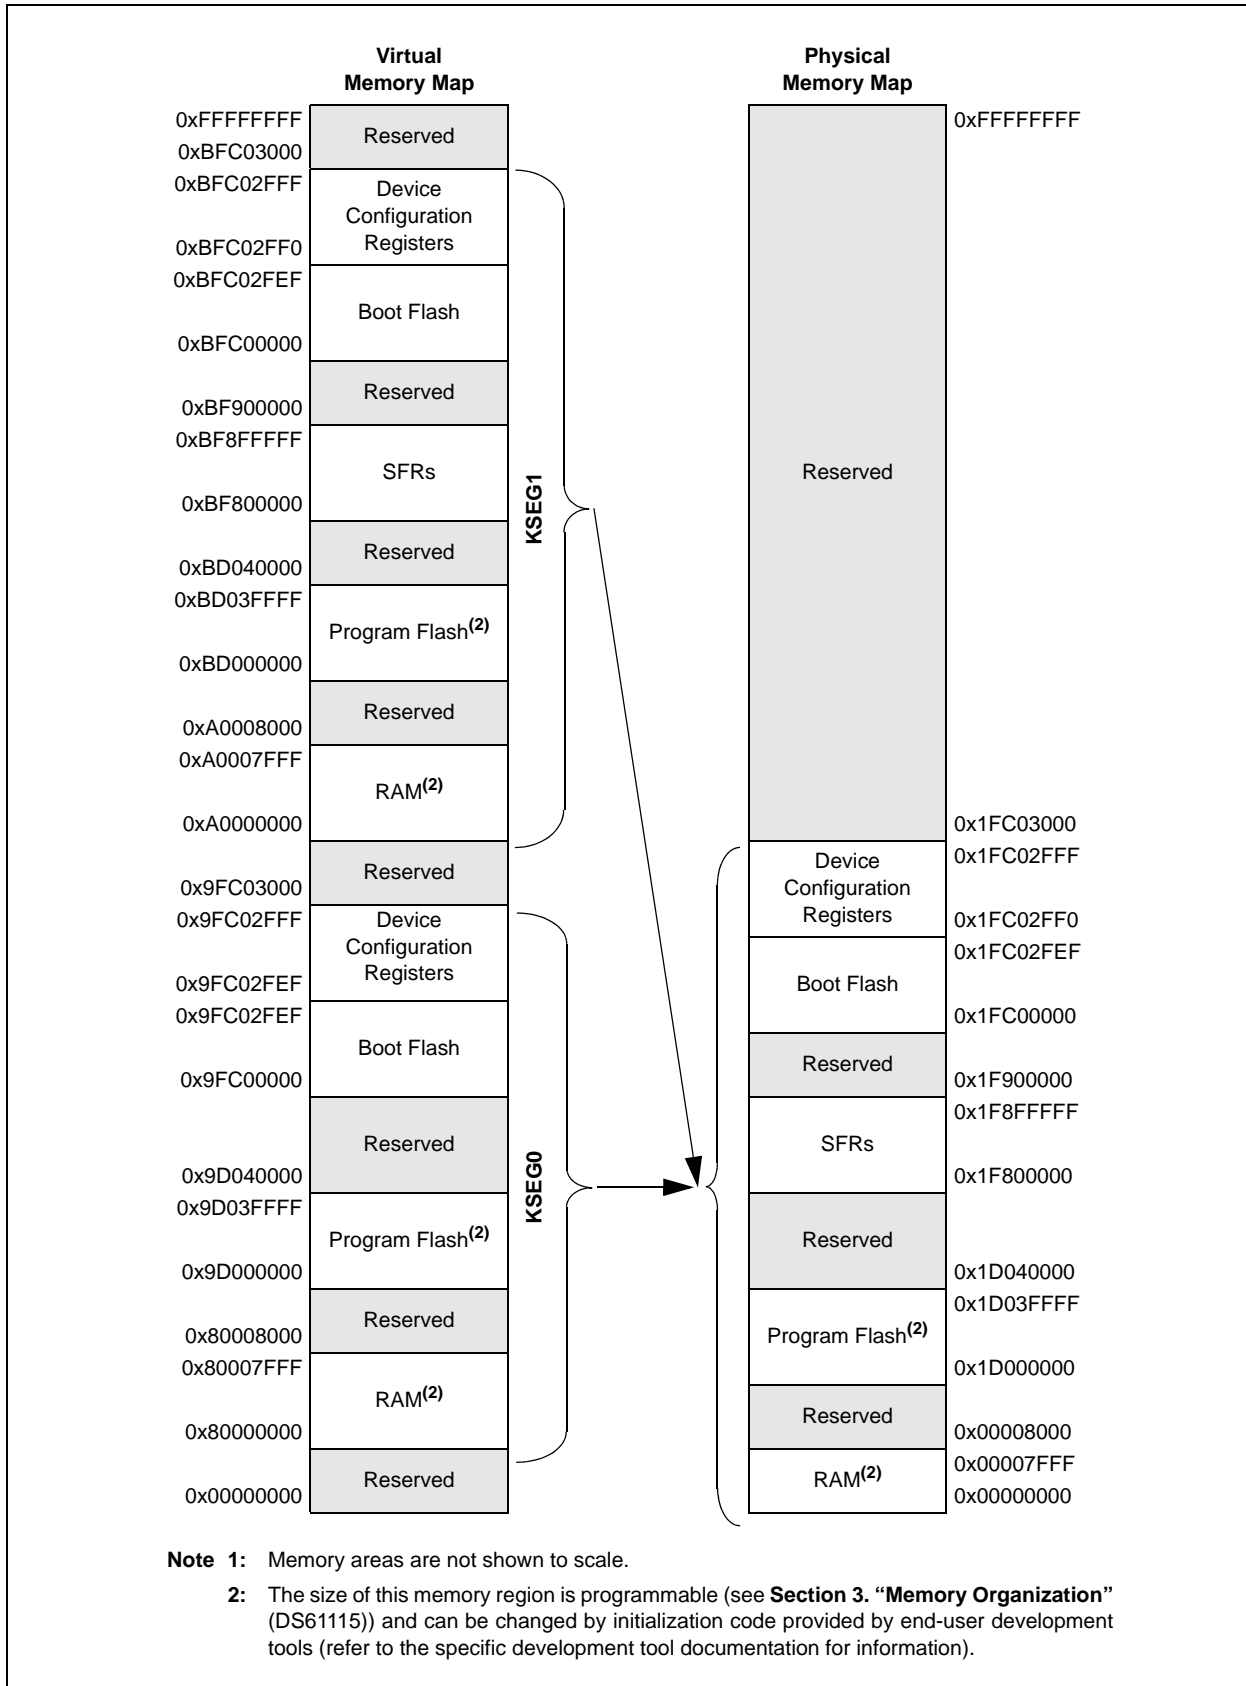 Virtual
Memory Map
0xFFFFFFFF
0xBFC03000
Reserved
0xBFC02FFF
0xBFC02FF0
Device
Configuration
Registers
0xBFC02FEF
0xBFC00000
Boot Flash
Reserved
0xBF900000
0xBF8FFFFF
0xBF800000
SFRs
Reserved
0xBD040000
0xBD03FFFF
0xBD000000
Program Flash(2)
Reserved
0xA0008000
0xA0007FFF
0xA0000000
RAM(2)
KSEG1
Reserved
0x9FC03000
0x9FC02FFF
0x9FC02FEF
Device
Configuration
Registers
0x9FC02FEF
0x9FC00000
Boot Flash
Reserved
0x9D040000
0x9D03FFFF
0x9D000000
Program Flash(2)
Reserved
0x80008000
0x80007FFF
0x80000000
RAM(2)
KSEG0
Reserved
0x00000000
Physical
Memory Map
0xFFFFFFFF
Reserved
0x1FC03000
0x1FC02FFF
Device
Configuration
Registers
0x1FC02FF0
0x1FC02FEF
Boot Flash
0x1FC00000
Reserved
0x1F900000
0x1F8FFFFF
SFRs
0x1F800000
Reserved
0x1D040000
0x1D03FFFF
Program Flash(2)
0x1D000000
Reserved
0x00008000
0x00007FFF
RAM(2)
0x00000000
Note 1: Memory areas are not shown to scale.
2: The size of this memory region is programmable (see Section 3. “Memory Organization”
(DS61115)) and can be changed by initialization code provided by end-user development
tools (refer to the specific development tool documentation for information).